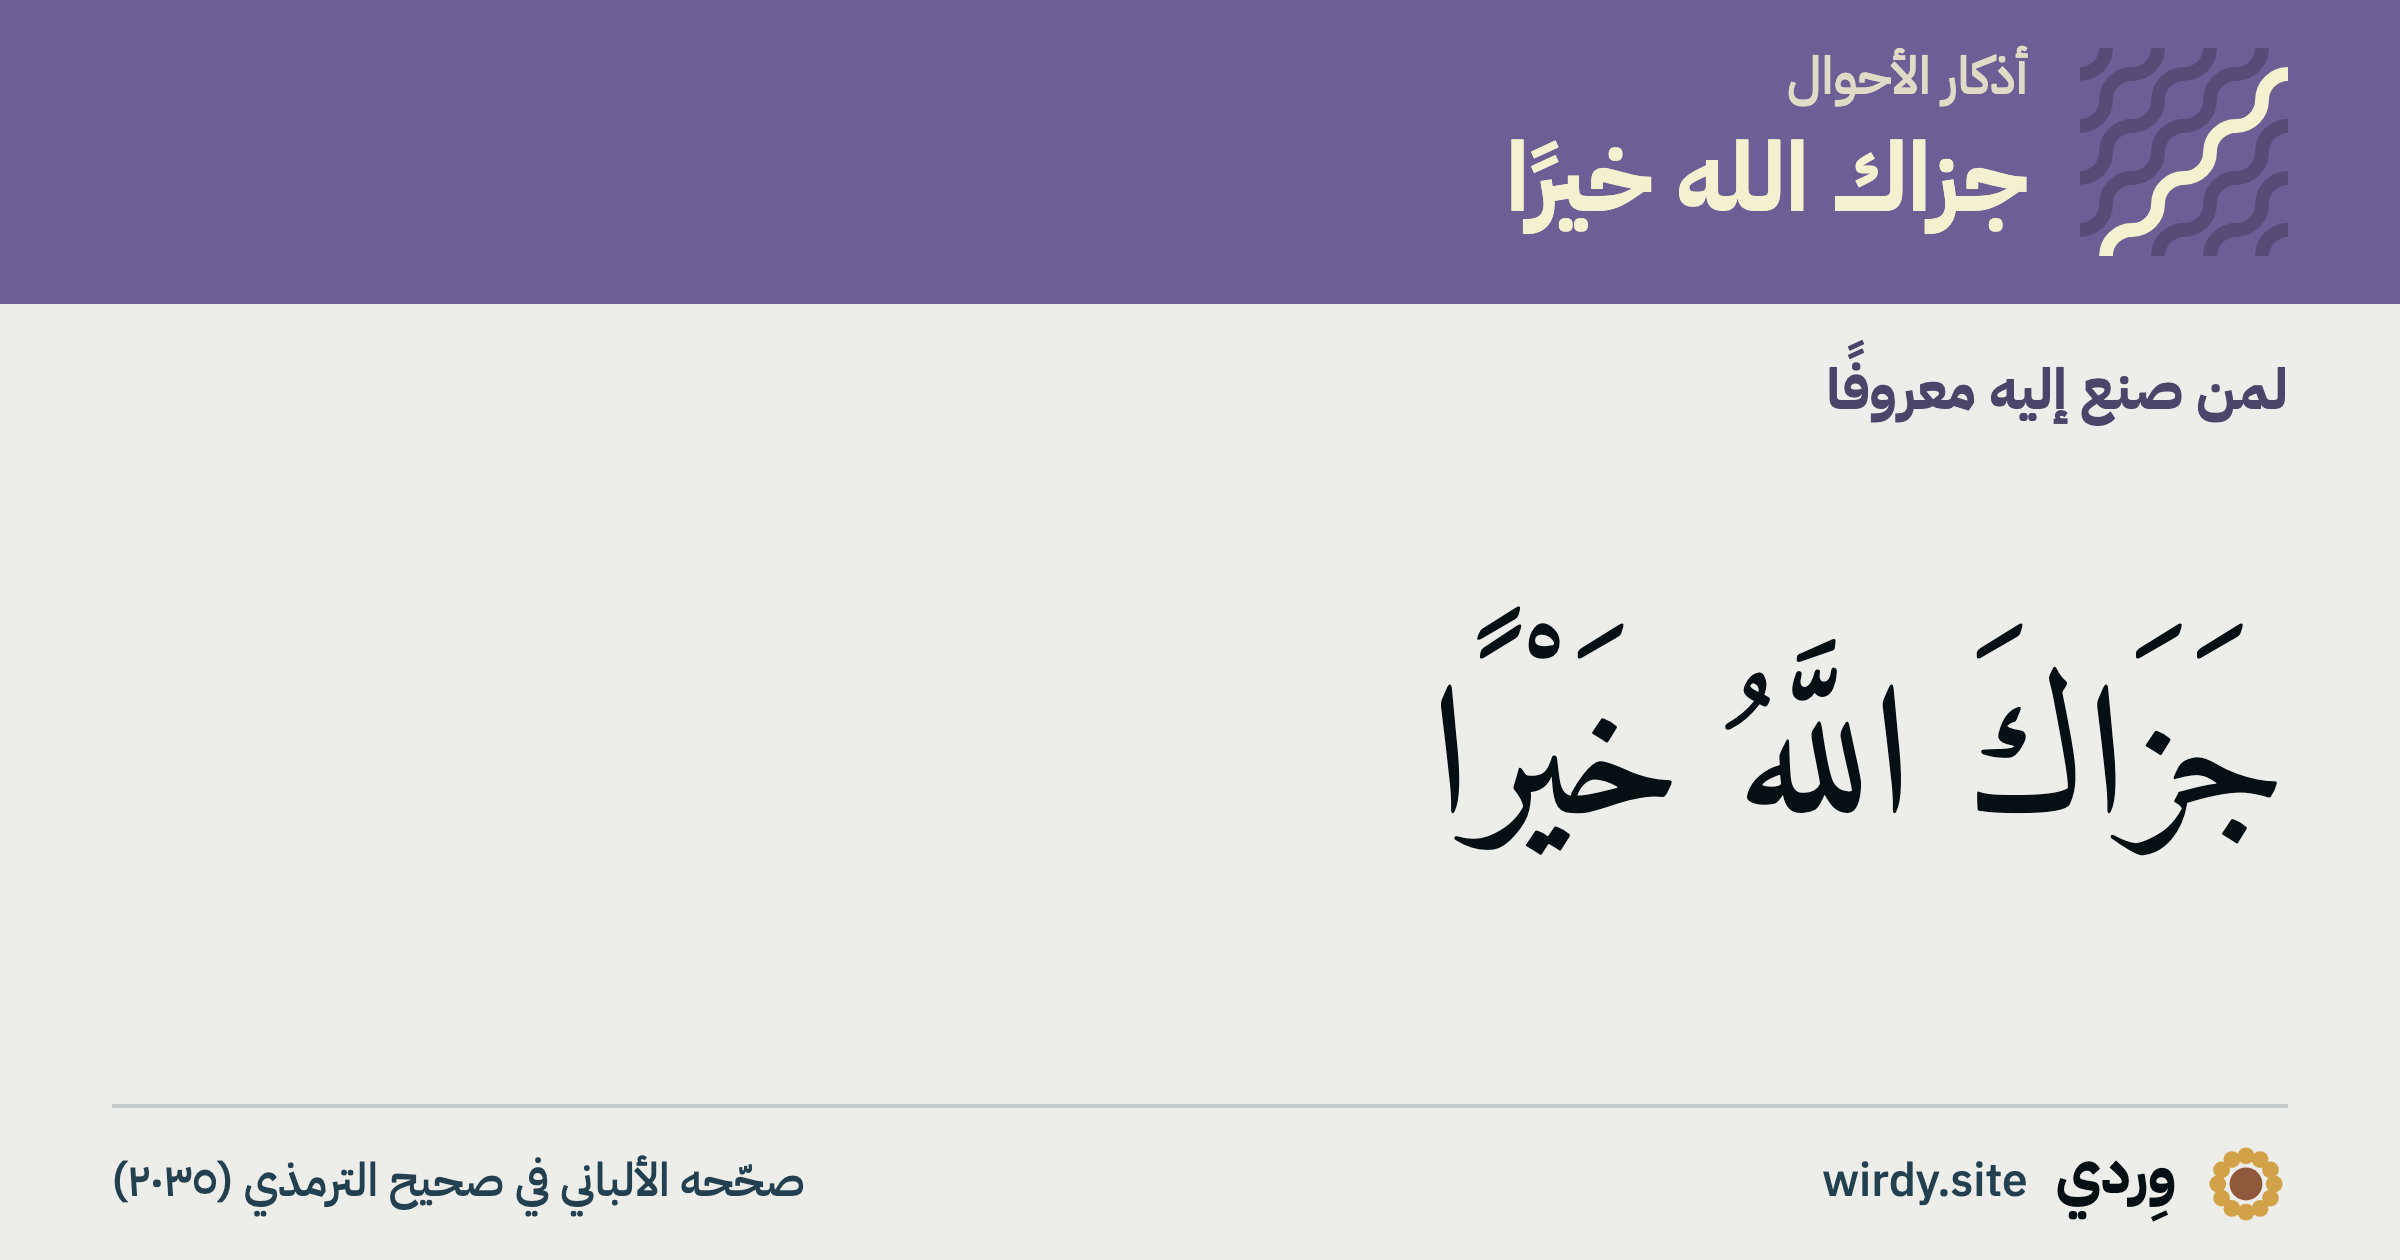 أذكار الأحوال
جزاك الله خيرًا
لمن صنع إليه معروفًا
جَزَاكَ اللَّهُ خَيْرًا
وِردي wirdy.site
صحّحه الألباني في صحيح الترمذي (٢٠٣٥)